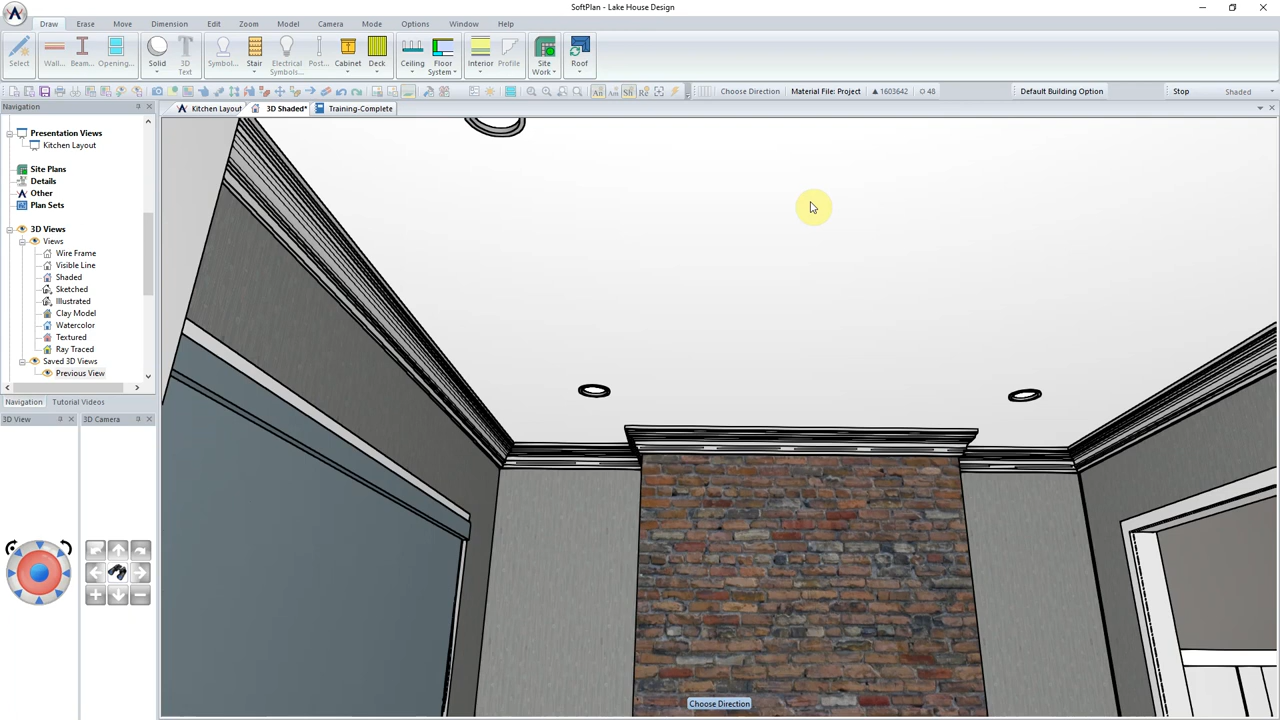 SoftPlan - Lake House Design
Draw Erase Move Dimension Edit Zoom Model Camera Mode Options Window Help
Select Wall... Beam... Opening... Solid 3D Text Symbol... Stair Electrical Symbols... Post... Cabinet Deck Ceiling Floor System Interior Profile Site Work Roof
Choose Direction Material File: Project 1603642 48 Default Building Option Stop Shaded
Navigation
Kitchen Layout 3D Shaded* Training-Complete
Presentation Views
Kitchen Layout
Site Plans
Details
Other
Plan Sets
3D Views
Views
Wire Frame
Visible Line
Shaded
Sketched
Illustrated
Clay Model
Watercolor
Textured
Ray Traced
Saved 3D Views
Previous View
Navigation Tutorial Videos
3D View 3D Camera
Choose Direction